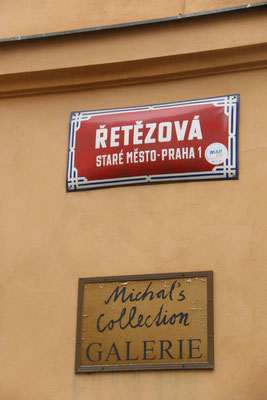 ŘETĚZOVÁ
STARÉ MĚSTO-PRAHA 1
Michal's
Collection
GALERIE